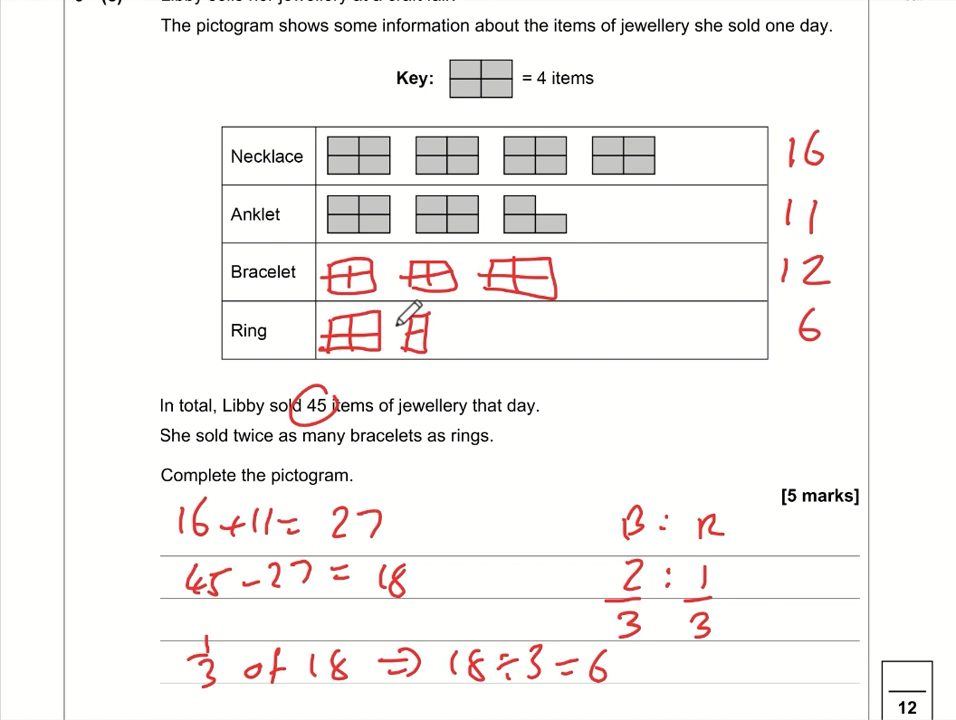 The pictogram shows some information about the items of jewellery she sold one day.
Key: = 4 items
Necklace 16
Anklet 11
Bracelet 12
Ring 6
In total, Libby sold 45 items of jewellery that day.
She sold twice as many bracelets as rings.
Complete the pictogram.
[5 marks]
16 + 11 = 27 B : R
45 - 27 = 18 2/3 : 1/3
1/3 of 18 ⇒ 18 ÷ 3 = 6
12